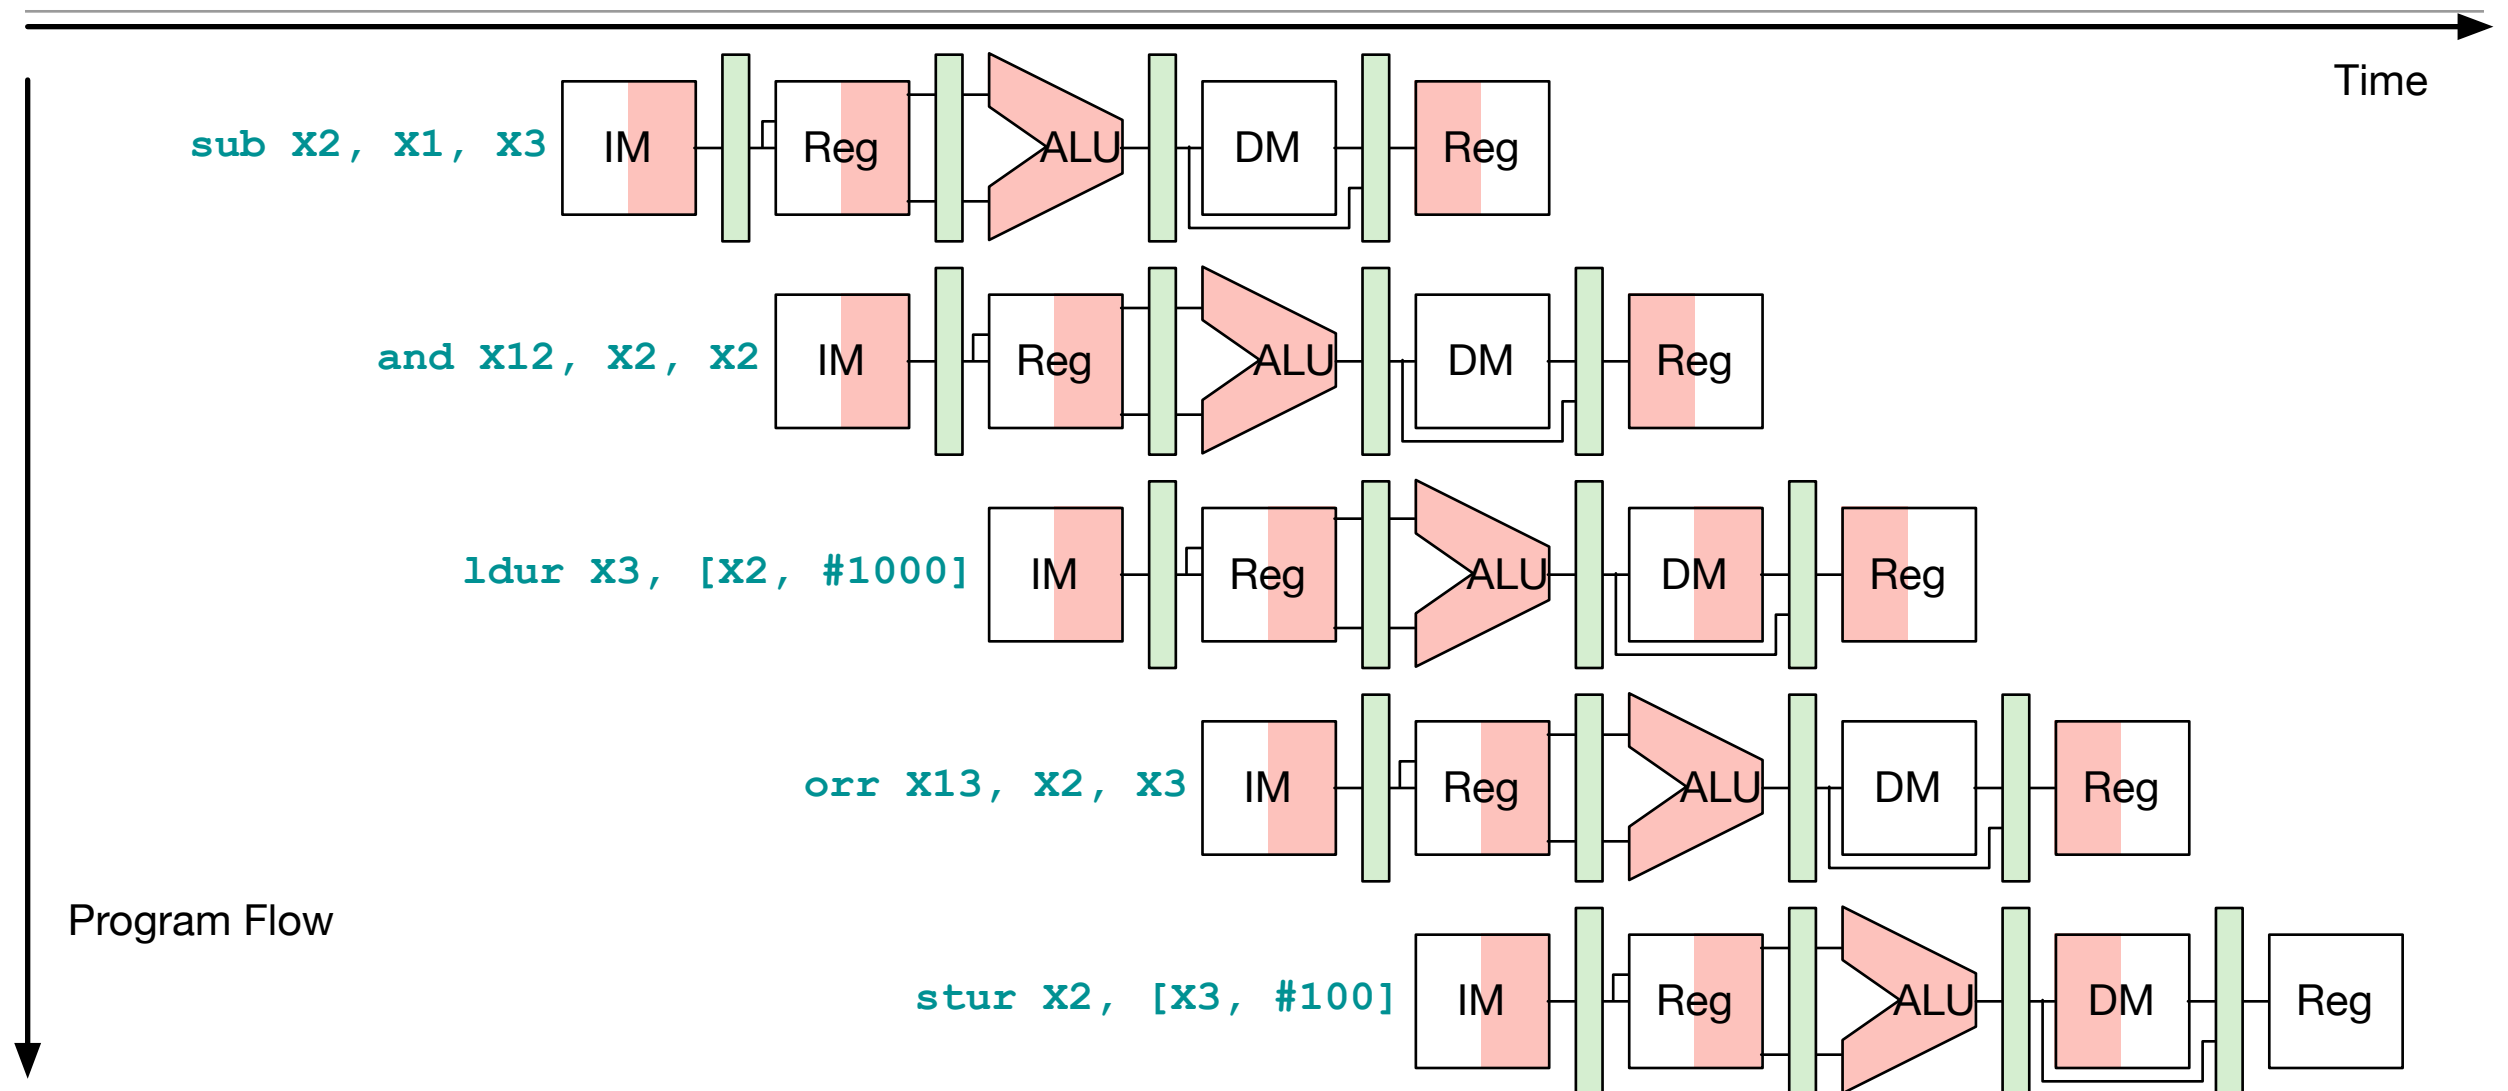 Time
sub X2, X1, X3 IM Reg ALU DM Reg
and X12, X2, X2 IM Reg ALU DM Reg
ldur X3, [X2, #1000] IM Reg ALU DM Reg
orr X13, X2, X3 IM Reg ALU DM Reg
Program Flow
stur X2, [X3, #100] IM Reg ALU DM Reg